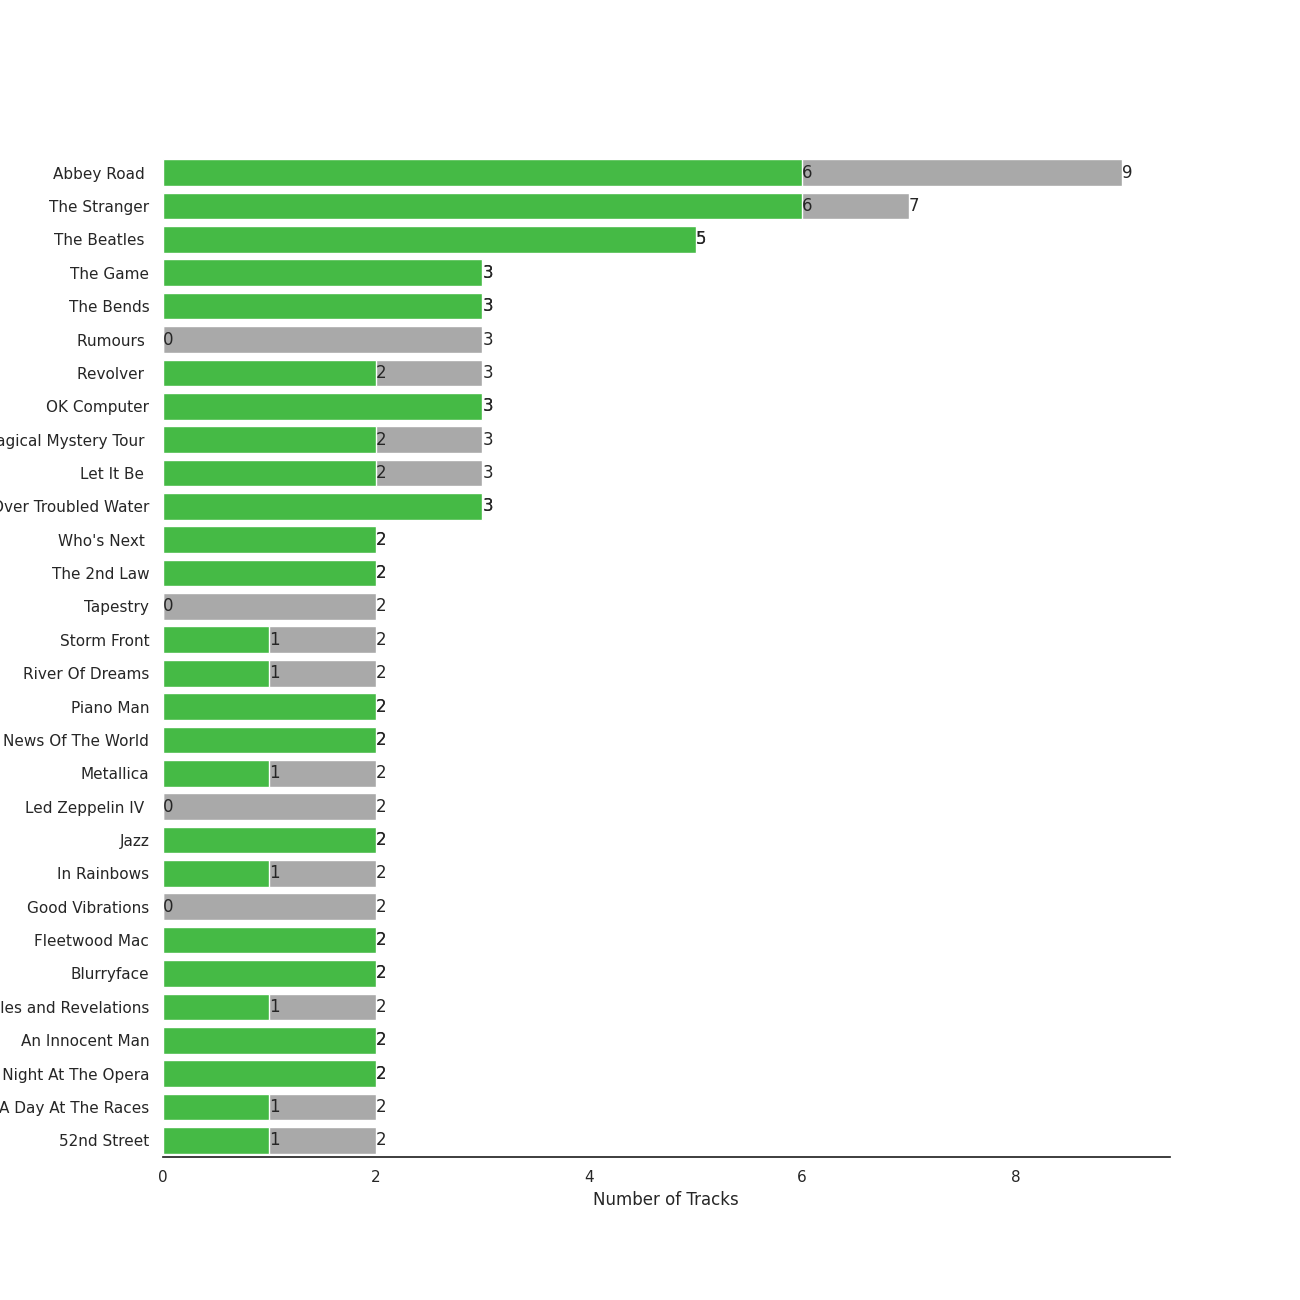 Abbey Road 6 9
The Stranger 6 7
The Beatles 5
The Game 3
The Bends 3
Rumours 0 3
Revolver 2 3
OK Computer 3
Mystery Tour 2 3
Let It Be 2 3
Over Troubled Water 3
Who's Next 2
The 2nd Law 2
Tapestry 0 2
Storm Front 1 2
River Of Dreams 1 2
Piano Man 2
News Of The World 2
Metallica 1 2
Led Zeppelin IV 0 2
Jazz 2
In Rainbows 1 2
Good Vibrations 0 2
Fleetwood Mac 2
Blurryface 2
and Revelations 1 2
An Innocent Man 2
Night At The Opera 2
A Day At The Races 1 2
52nd Street 1 2
0 2 4 6 8
Number of Tracks